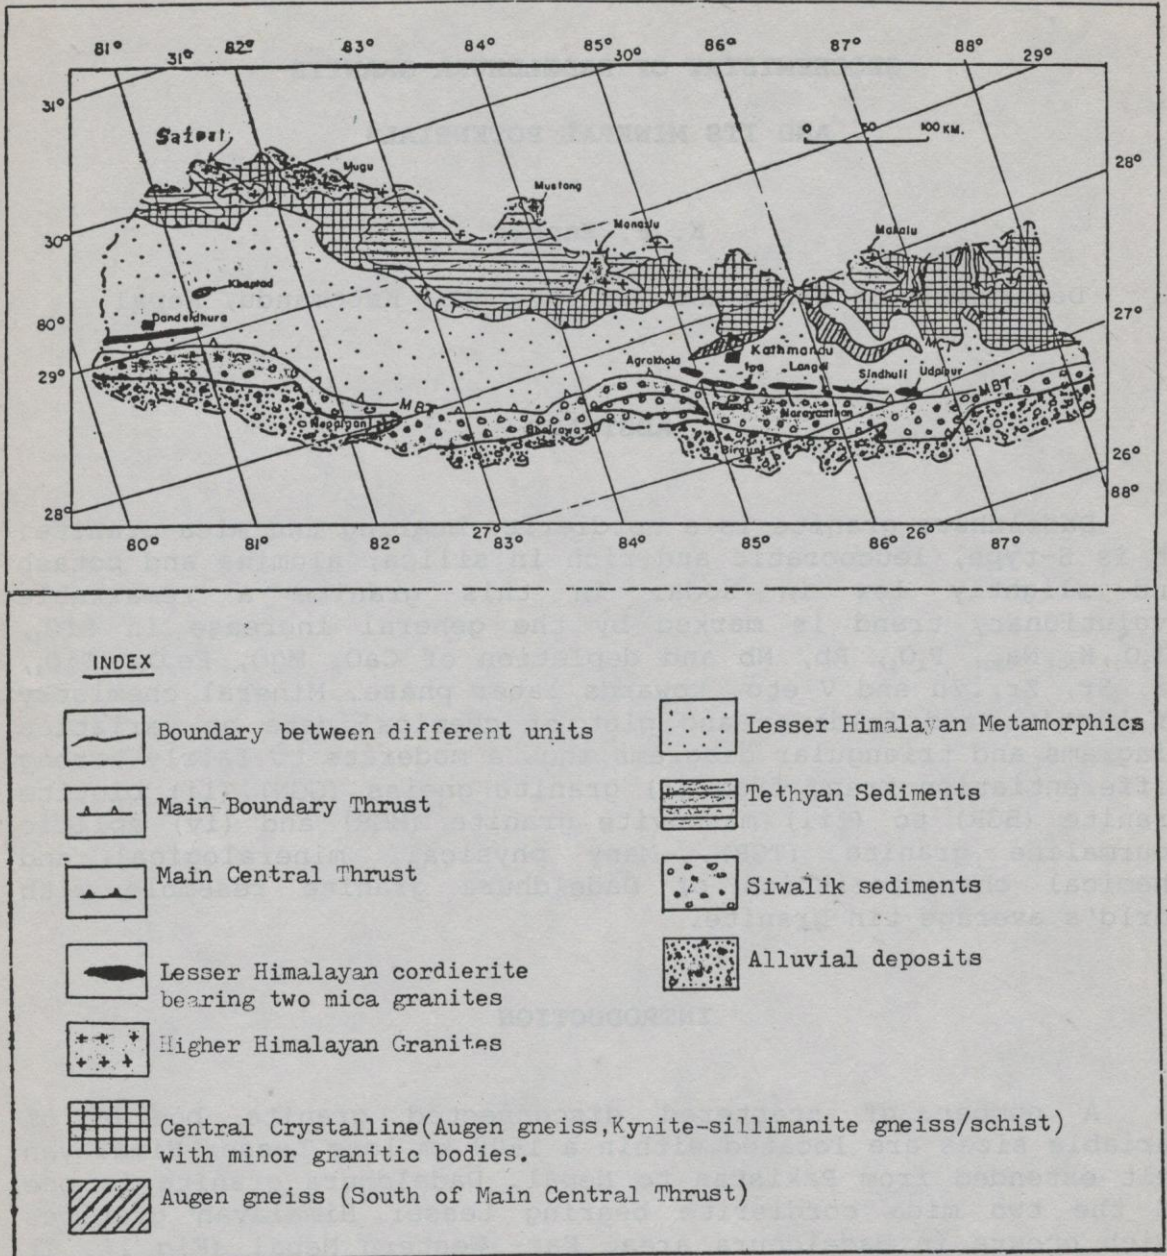 81° 31° 82° 83° 84° 85° 30° 86° 87° 88° 29°
31°
0 50 100 KM.
Saipal
Mugu
28°
Mustang
Manaslu
Makalu
30°
Khaptad
80°
Dandeldhura
27°
Kathmandu
Agrakhola
Ipa
Langdi
Sindhuli
Udaipur
29°
MBT
MBT
Narayanthan
Nepalganj
Bhairawa
Birgunj
26°
88°
28°
80° 81° 82° 27° 83° 84° 85° 86° 26° 87°
INDEX
Boundary between different units
Main Boundary Thrust
Main Central Thrust
Lesser Himalayan cordierite
bearing two mica granites
Higher Himalayan Granites
Central Crystalline(Augen gneiss,Kynite-sillimanite gneiss/schist)
with minor granitic bodies.
Augen gneiss (South of Main Central Thrust)
Lesser Himalayan Metamorphics
Tethyan Sediments
Siwalik sediments
Alluvial deposits